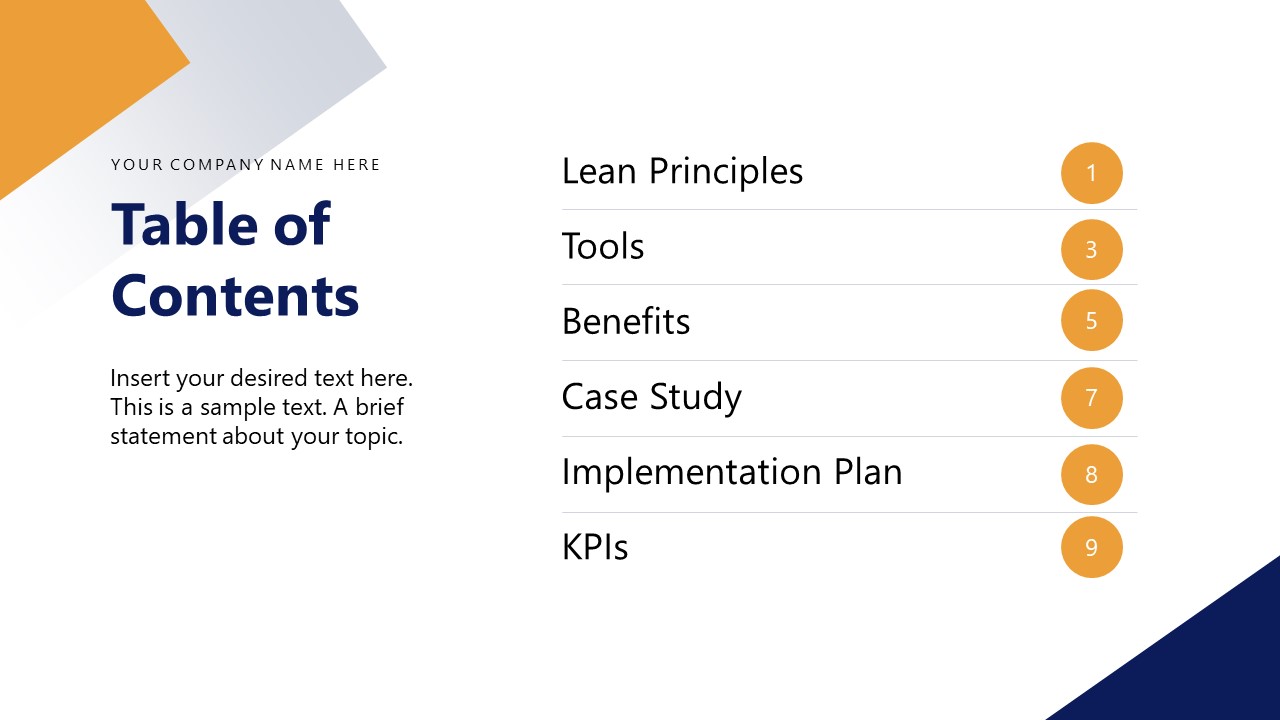 YOUR COMPANY NAME HERE
Table of
Contents
Insert your desired text here.
This is a sample text. A brief
statement about your topic.
Lean Principles 1
Tools 3
Benefits 5
Case Study 7
Implementation Plan 8
KPIs 9